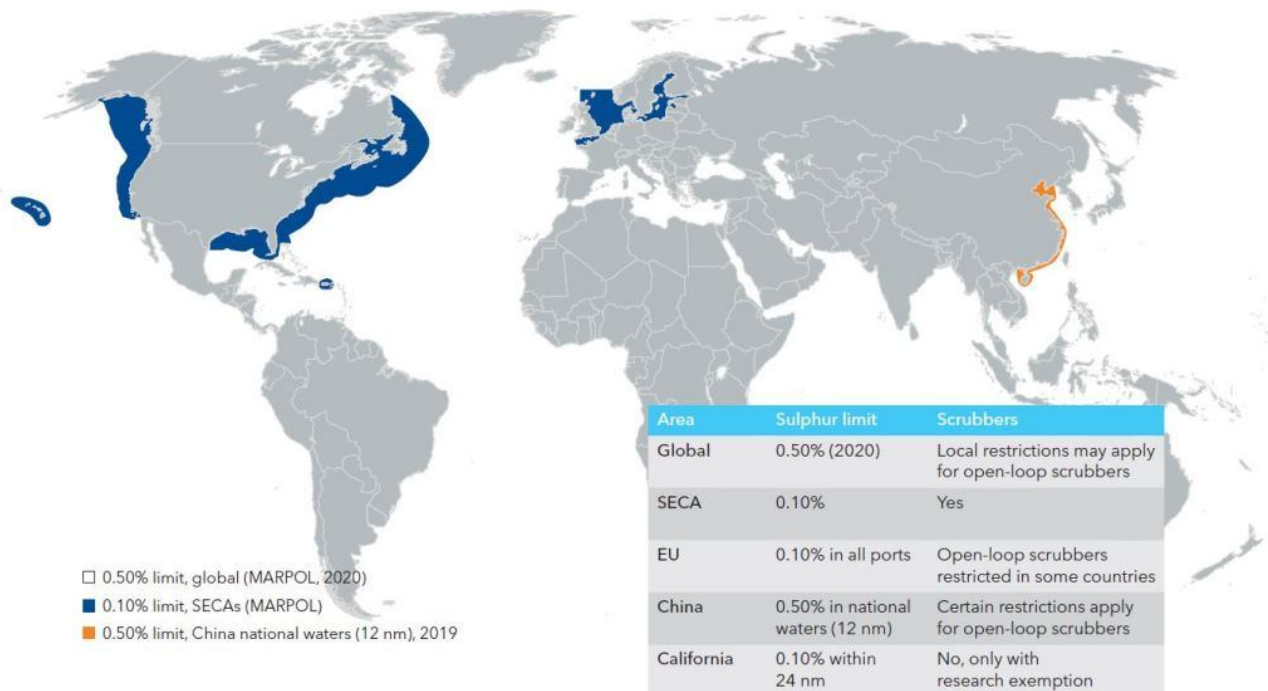 Area Sulphur limit Scrubbers
Global 0.50% (2020) Local restrictions may apply
for open-loop scrubbers
SECA 0.10% Yes
EU 0.10% in all ports Open-loop scrubbers
restricted in some countries
China 0.50% in national Certain restrictions apply
waters (12 nm) for open-loop scrubbers
California 0.10% within No, only with
24 nm research exemption
0.50% limit, global (MARPOL, 2020)
0.10% limit, SECAs (MARPOL)
0.50% limit, China national waters (12 nm), 2019